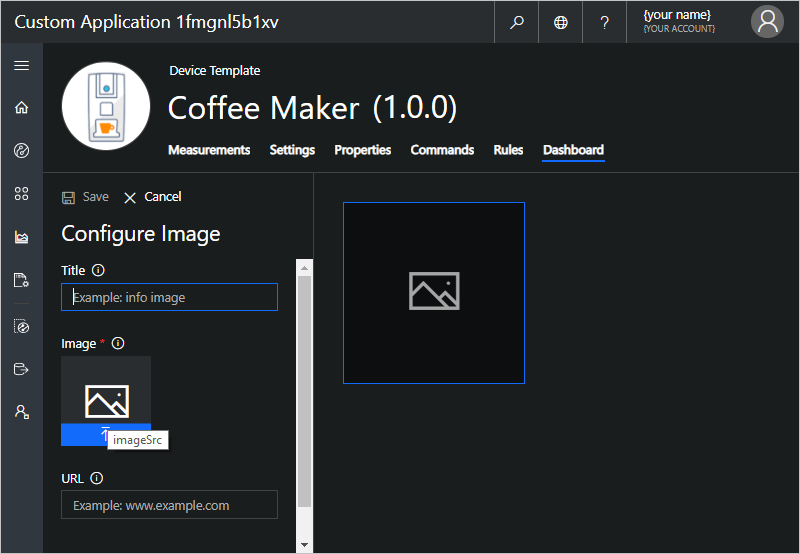 Custom Application 1fmgnl5b1xv
?
{your name}
{YOUR ACCOUNT}
Device Template
Coffee Maker (1.0.0)
Measurements Settings Properties Commands Rules Dashboard
Save Cancel
Configure Image
Title
Example: info image
Image *
imageSrc
URL
Example: www.example.com